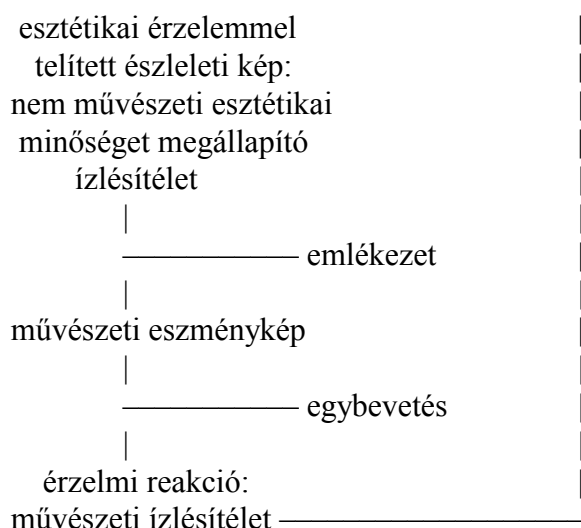 esztétikai érzelemmel
telített észleleti kép:
nem művészeti esztétikai
minőséget megállapító
ízlésítélet
emlékezet
művészeti eszménykép
egybevetés
érzelmi reakció:
művészeti ízlésítélet